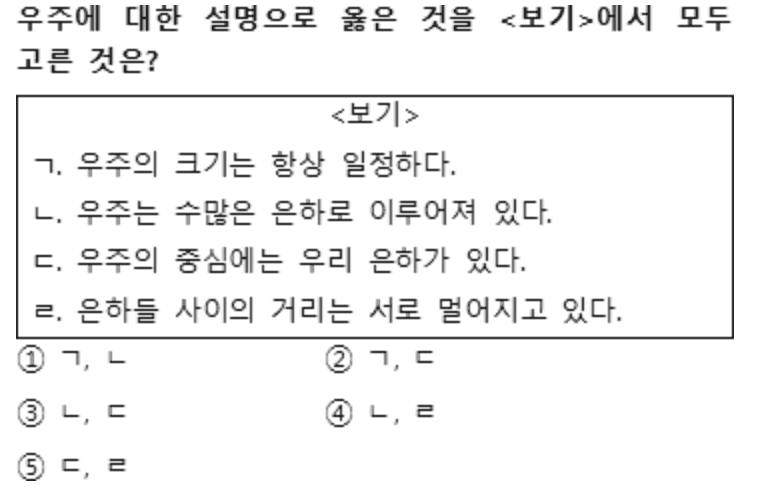 우주에 대한 설명으로 옳은 것을 <보기>에서 모두
고른 것은?
<보기>
ㄱ. 우주의 크기는 항상 일정하다.
ㄴ. 우주는 수많은 은하로 이루어져 있다.
ㄷ. 우주의 중심에는 우리 은하가 있다.
ㄹ. 은하들 사이의 거리는 서로 멀어지고 있다.
① ㄱ, ㄴ ② ㄱ, ㄷ
③ ㄴ, ㄷ ④ ㄴ, ㄹ
⑤ ㄷ, ㄹ